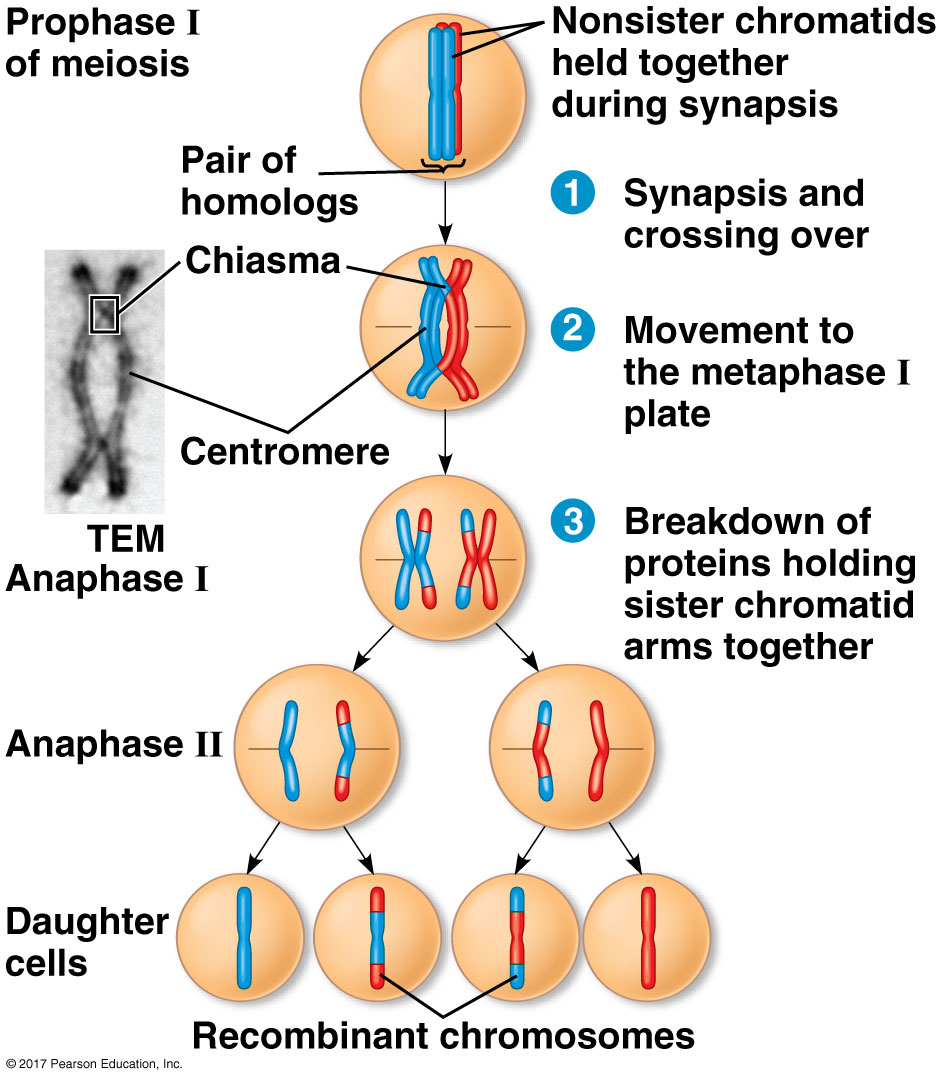 Prophase I
of meiosis
Nonsister chromatids
held together
during synapsis
Pair of
homologs
1 Synapsis and
crossing over
Chiasma
2 Movement to
the metaphase I
plate
Centromere
TEM
Anaphase I
3 Breakdown of
proteins holding
sister chromatid
arms together
Anaphase II
Daughter
cells
Recombinant chromosomes
© 2017 Pearson Education, Inc.